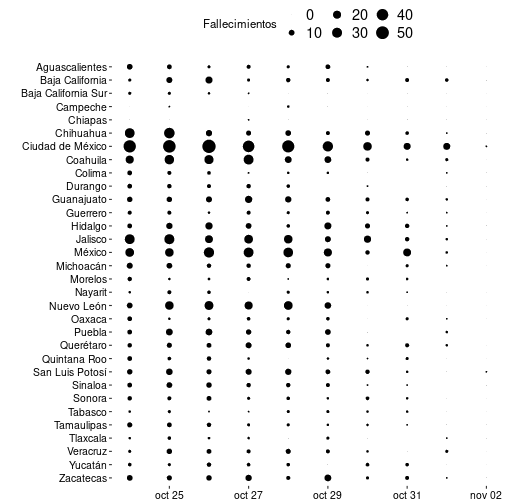 Fallecimientos 0 20 40
10 30 50
Aguascalientes
Baja California
Baja California Sur
Campeche
Chiapas
Chihuahua
Ciudad de México
Coahuila
Colima
Durango
Guanajuato
Guerrero
Hidalgo
Jalisco
México
Michoacán
Morelos
Nayarit
Nuevo León
Oaxaca
Puebla
Querétaro
Quintana Roo
San Luis Potosí
Sinaloa
Sonora
Tabasco
Tamaulipas
Tlaxcala
Veracruz
Yucatán
Zacatecas
oct 25 oct 27 oct 29 oct 31 nov 02